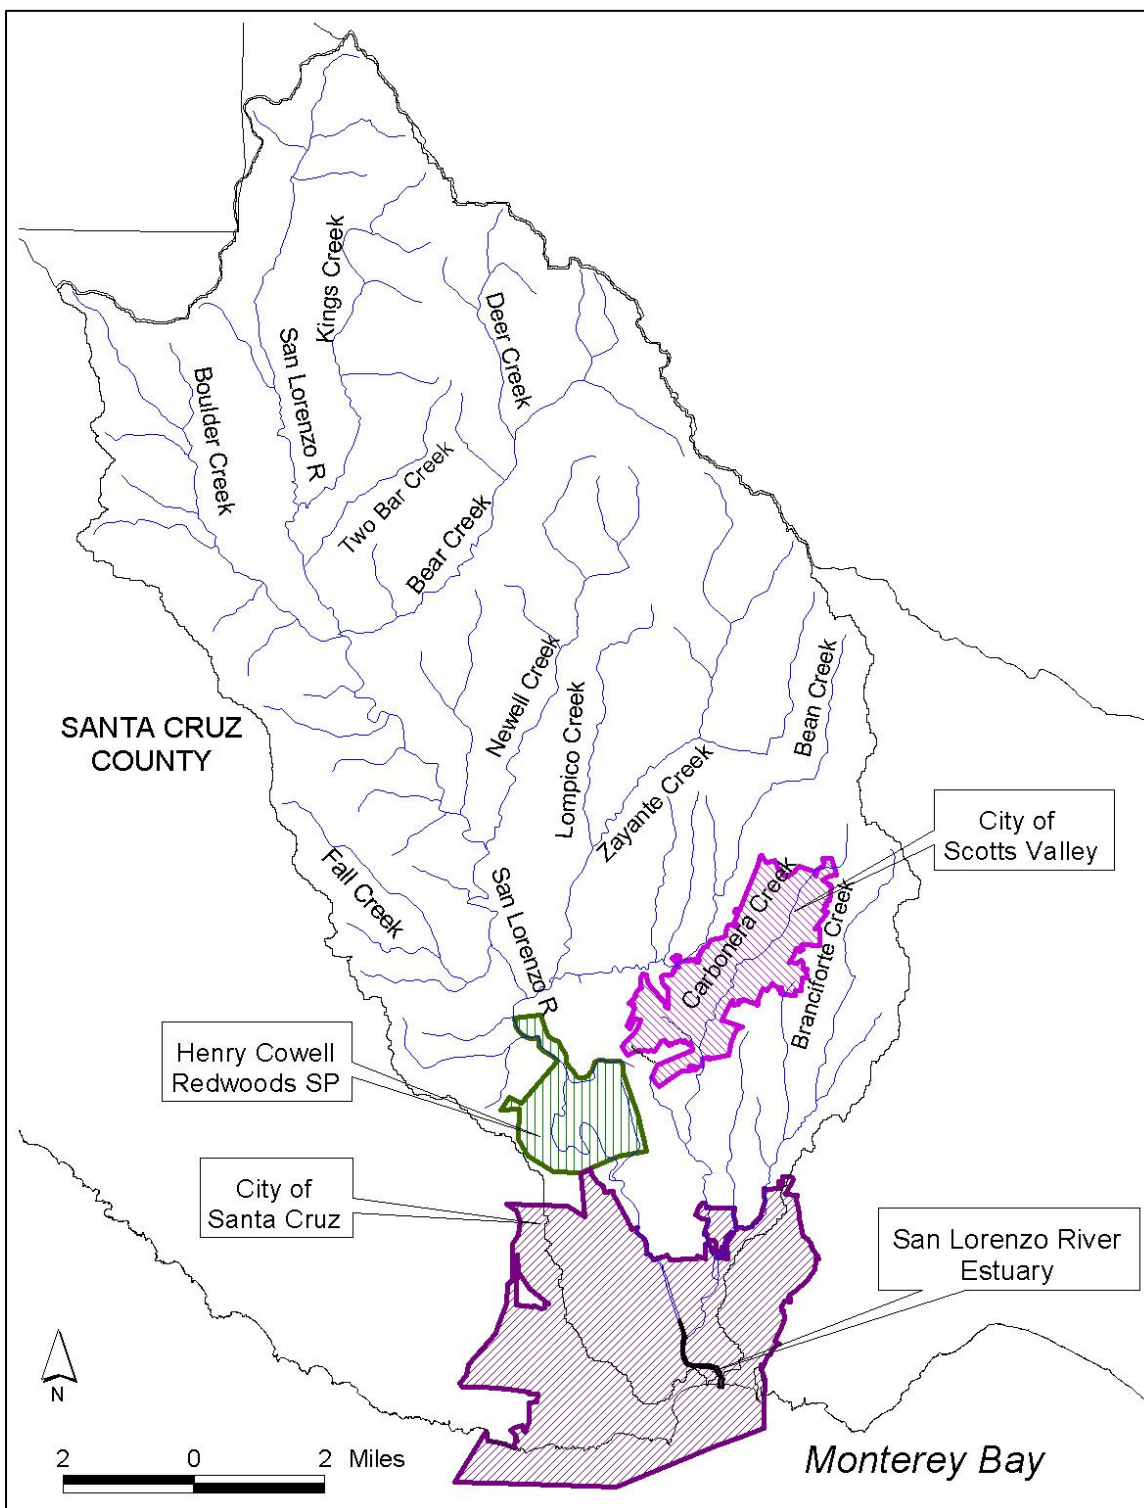 Kings Creek
Deer Creek
San Lorenzo R
Boulder Creek
Two Bar Creek
Bear Creek
Newell Creek
Lompico Creek
Bean Creek
Zayante Creek
SANTA CRUZ
COUNTY
City of
Scotts Valley
Fall Creek
San Lorenzo R
Carbonera Creek
Branciforte Creek
Henry Cowell
Redwoods SP
City of
Santa Cruz
San Lorenzo River
Estuary
N
2 0 2 Miles
Monterey Bay